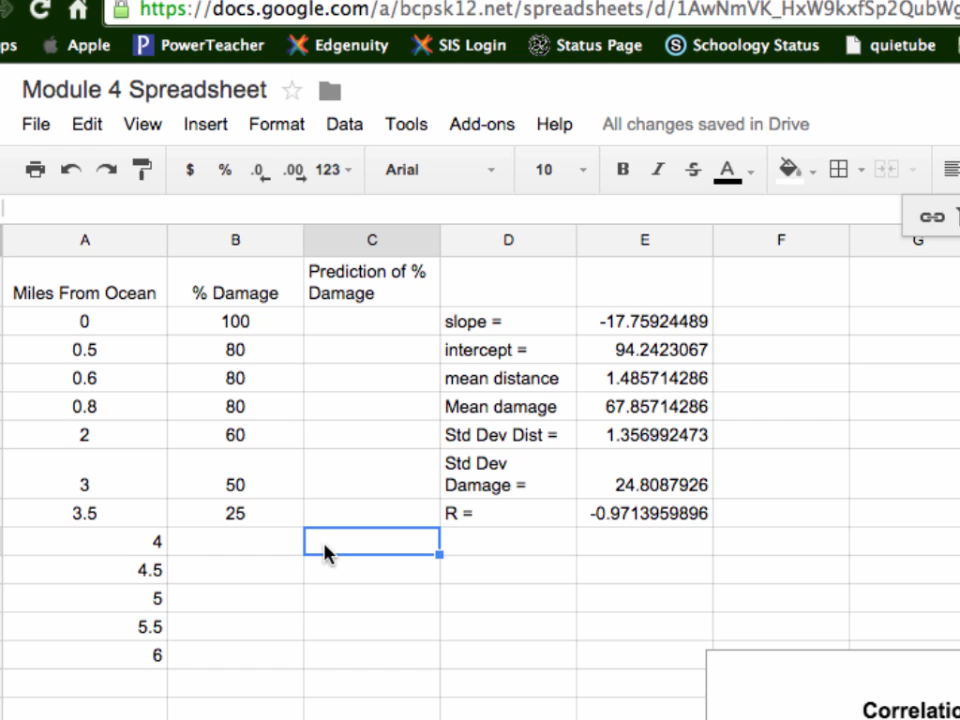 https://docs.google.com/a/bcpsk12.net/spreadsheets/d/1AwNmVK_HxW9kxfSp2QubWg
ps Apple PowerTeacher Edgenuity SIS Login Status Page Schoology Status quietube
Module 4 Spreadsheet
File Edit View Insert Format Data Tools Add-ons Help All changes saved in Drive
$ % .0 .00 123 Arial 10 B I S A
A B C D E F G
Miles From Ocean % Damage Prediction of % Damage
0 100 slope = -17.75924489
0.5 80 intercept = 94.2423067
0.6 80 mean distance 1.485714286
0.8 80 Mean damage 67.85714286
2 60 Std Dev Dist = 1.356992473
3 50 Std Dev Damage = 24.8087926
3.5 25 R = -0.9713959896
4
4.5
5
5.5
6
Correlatio